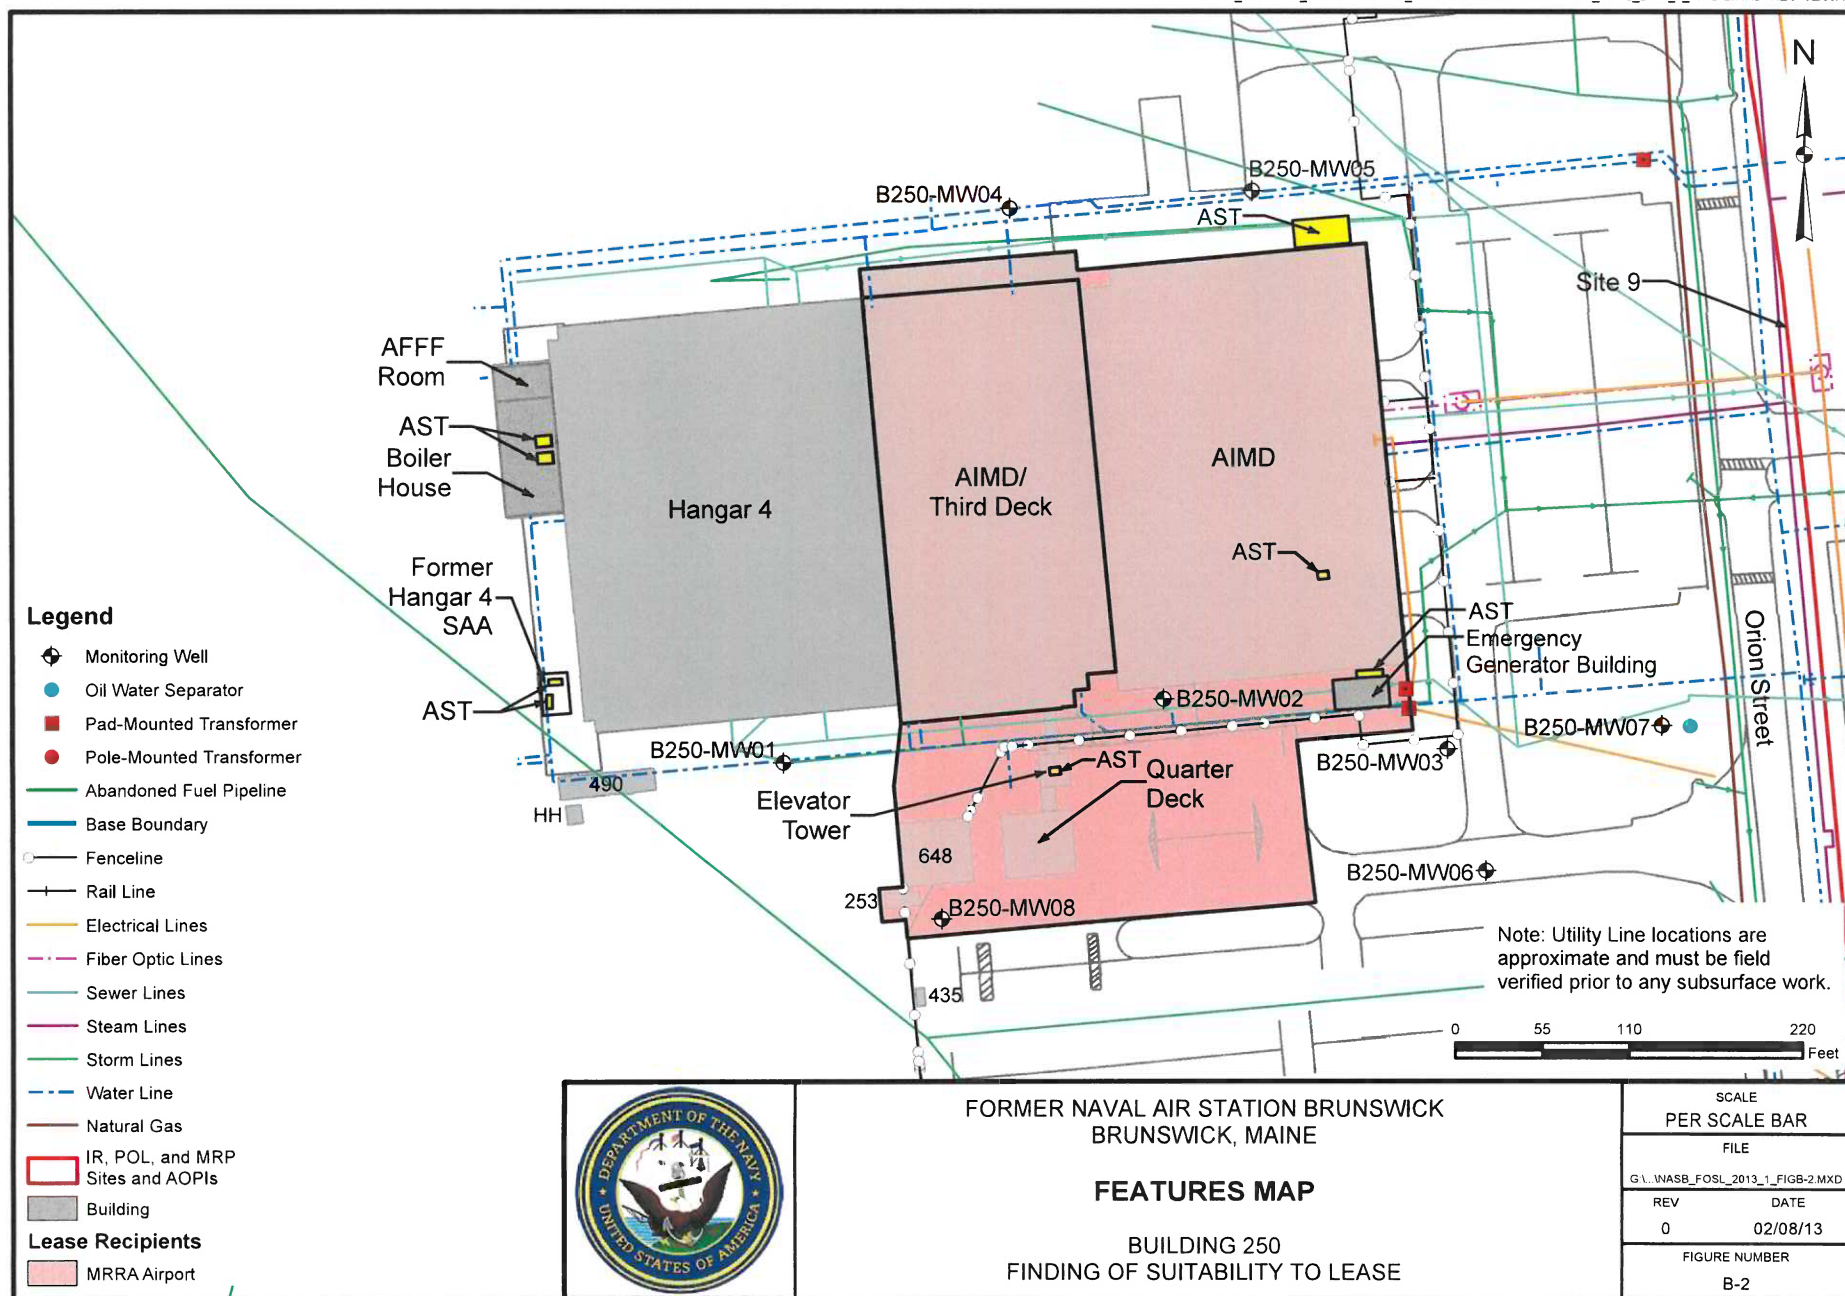 N
B250-MW05
B250-MW04
AST
Site 9
AFFF
Room
AST
Boiler
House
Hangar 4
AIMD/
Third Deck
AIMD
AST
Former
Hangar 4
SAA
AST
AST
Emergency
Generator Building
Orion Street
B250-MW02
B250-MW01
B250-MW07
B250-MW03
AST
Quarter
Deck
Elevator
Tower
490
HH
648
253
B250-MW08
B250-MW06
435
Legend
Monitoring Well
Oil Water Separator
Pad-Mounted Transformer
Pole-Mounted Transformer
Abandoned Fuel Pipeline
Base Boundary
Fenceline
Rail Line
Electrical Lines
Fiber Optic Lines
Sewer Lines
Steam Lines
Storm Lines
Water Line
Natural Gas
IR, POL, and MRP
Sites and AOPIs
Building
Lease Recipients
MRRA Airport
Note: Utility Line locations are
approximate and must be field
verified prior to any subsurface work.
0 55 110 220
Feet
DEPARTMENT OF THE NAVY
UNITED STATES OF AMERICA
FORMER NAVAL AIR STATION BRUNSWICK
BRUNSWICK, MAINE
FEATURES MAP
BUILDING 250
FINDING OF SUITABILITY TO LEASE
SCALE
PER SCALE BAR
FILE
G:\...\NASB_FOSL_2013_1_FIGB-2.MXD
REV DATE
0 02/08/13
FIGURE NUMBER
B-2